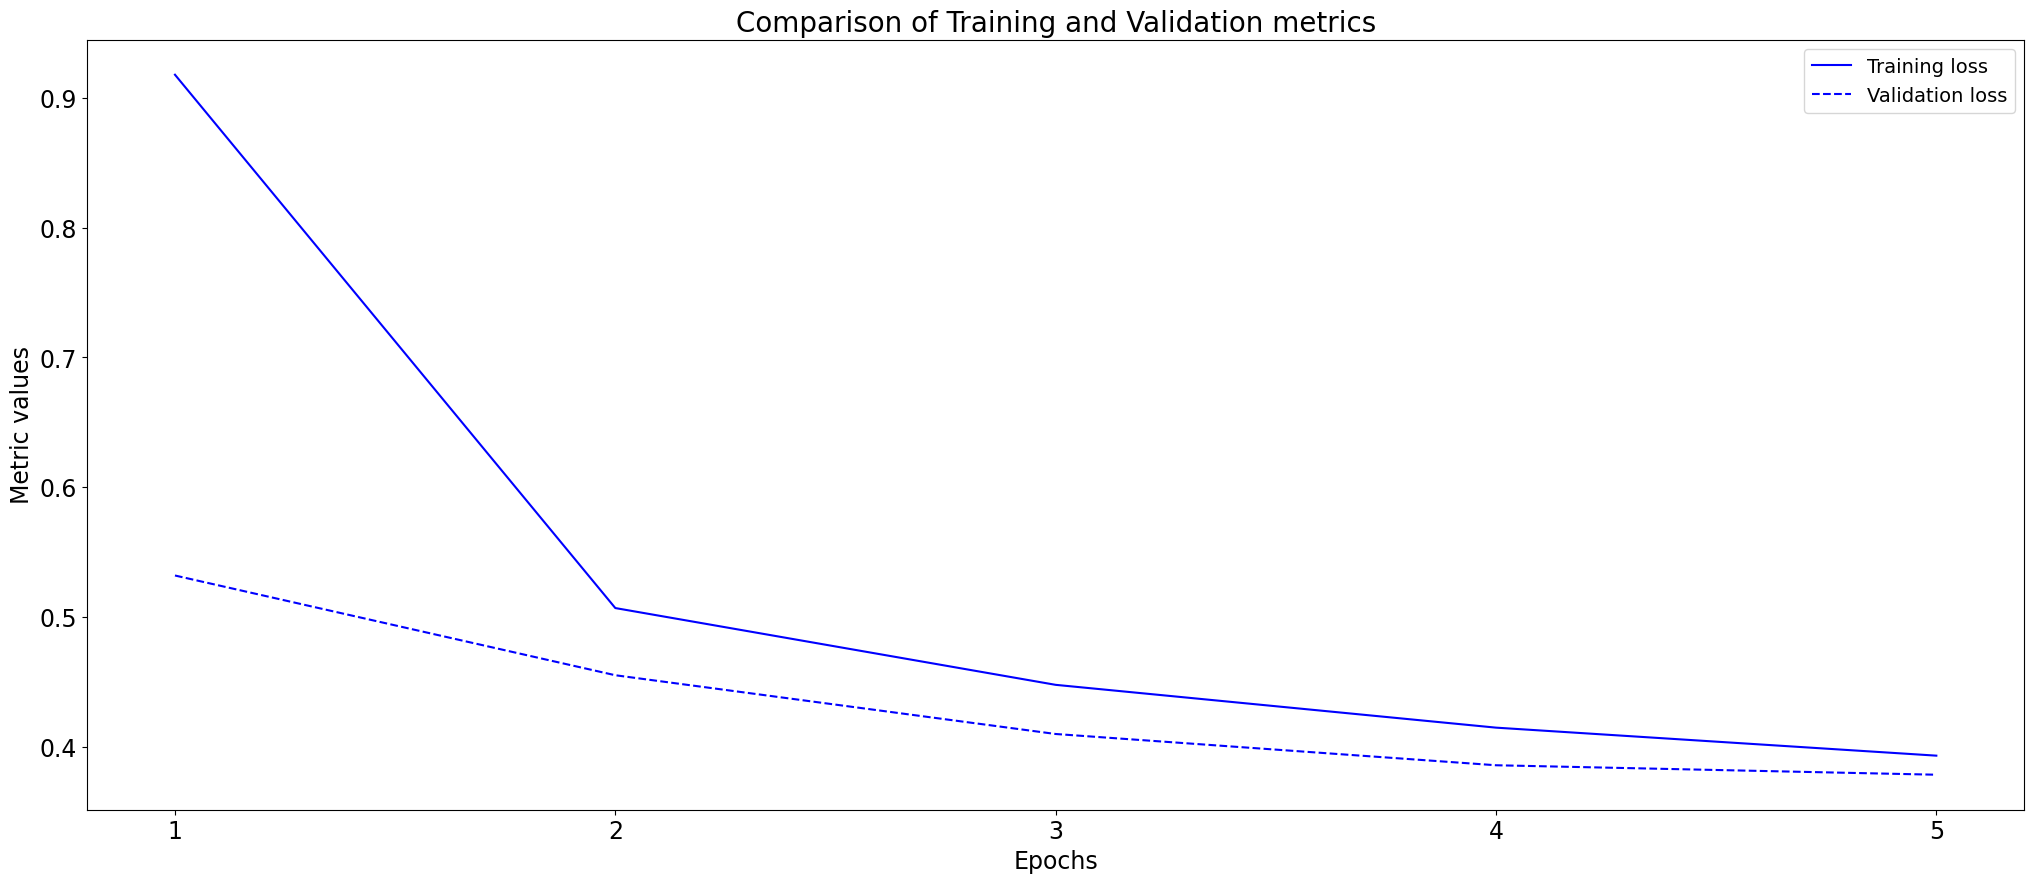 Comparison of Training and Validation metrics
Training loss
Validation loss
0.9
0.8
0.7
0.6
0.5
0.4
Metric values
1 2 3 4 5
Epochs